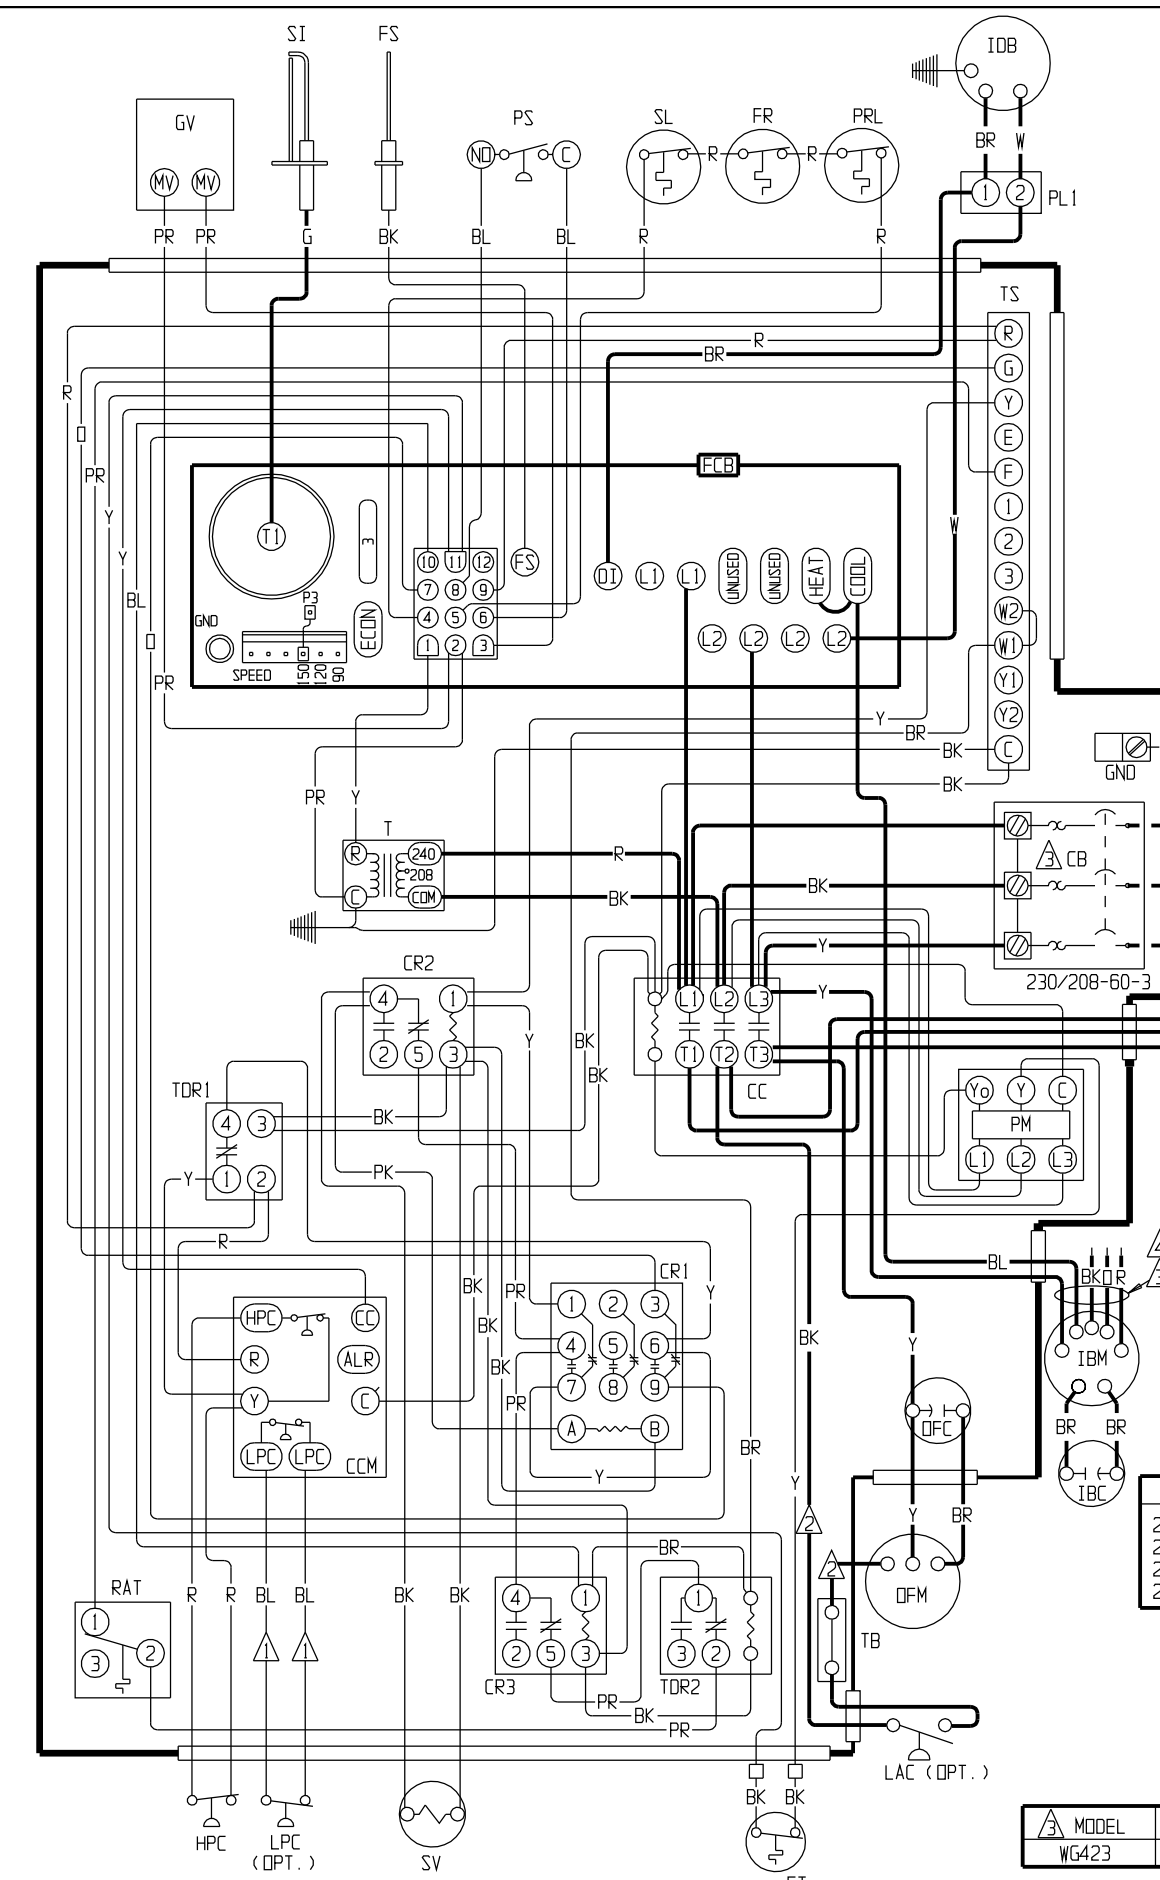 SI
FS
IDB
GV
PS
SL
FR
PRL
NO
C
R
R
BR
W
MV
MV
1
2
PL1
PR
PR
G
BK
BL
BL
R
R
TS
R
R
BR
G
R
Y
E
PR
FCB
F
Y
T1
1
W
Y
3
10
11
12
FS
2
OI
L1
L1
UNUSED
UNUSED
HEAT
COOL
3
7
8
9
BL
P3
W2
GND
ECON
4
5
6
L2
L2
L2
L2
W1
1
2
3
SPEED
150
120
90
PR
Y1
Y2
Y
BR
BK
C
GND
BK
PR
Y
T
R
240
R
208
3
CB
C
COM
BK
BK
Y
CR2
230/208-60-3
4
1
L1
L2
L3
Y
2
5
3
Y
BK
BK
T1
T2
T3
CC
TDR1
Yo
Y
C
4
3
BK
PM
Y
1
2
PK
L1
L2
L3
R
BL
BK
O
R
3
CR1
BK
PR
Y
1
2
3
HPC
CC
BK
BK
Y
R
ALR
4
5
6
BK
IBM
7
8
9
Y
C
PR
A
B
OFC
BR
BR
LPC
LPC
CCM
BR
Y
Y
IBC
2
Y
BR
BR
2
RAT
R
R
BL
BL
BK
BK
4
1
1
OFM
1
2
3
1
1
2
5
3
3
2
TB
CR3
PR
TDR2
BK
PR
LAC (OPT.)
BK
BK
HPC
LPC
(OPT.)
SV
3
MODEL
WG423